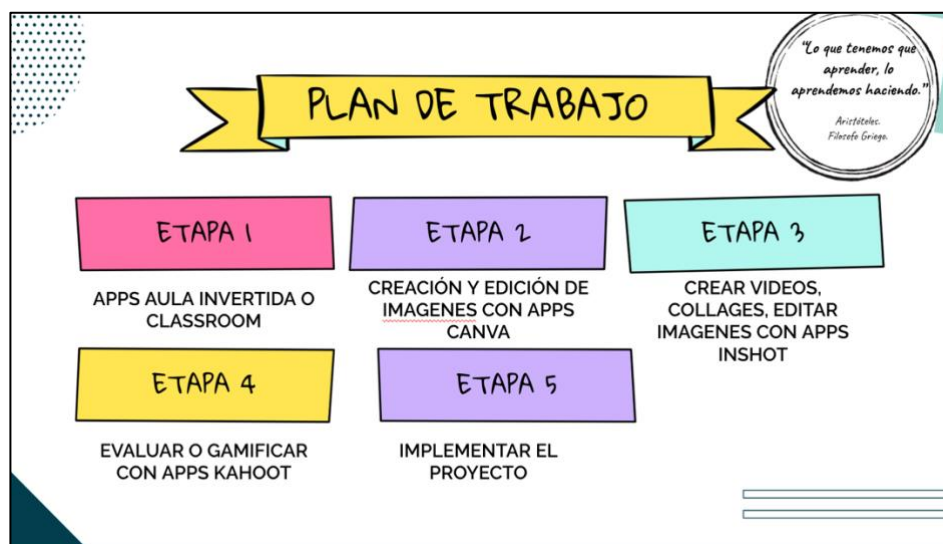 "Lo que tenemos que
aprender, lo
aprendemos haciendo."
Aristóteles.
Filosofo Griego.
PLAN DE TRABAJO
ETAPA 1
APPS AULA INVERTIDA O
CLASSROOM
ETAPA 2
CREACIÓN Y EDICIÓN DE
IMAGENES CON APPS
CANVA
ETAPA 3
CREAR VIDEOS,
COLLAGES, EDITAR
IMAGENES CON APPS
INSHOT
ETAPA 4
EVALUAR O GAMIFICAR
CON APPS KAHOOT
ETAPA 5
IMPLEMENTAR EL
PROYECTO